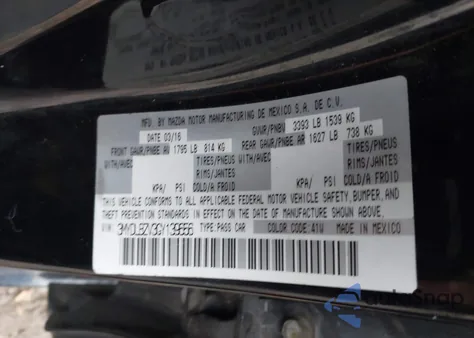 MFD. BY MAZDA MOTOR MANUFACTURING DE MEXICO S.A. DE C.V.
DATE 03/16 GVWR/PNBV 3393 LB 1539 KG
FRONT GAWR/PNBE AV 1795 LB 814 KG REAR GAWR/PNBE AR 1627 LB 738 KG
WITH/AVEC TIRES/PNEUS WITH/AVEC TIRES/PNEUS
RIMS/JANTES RIMS/JANTES
KPA/ PSI COLD/A FROID KPA/ PSI COLD/A FROID
THIS VEHICLE CONFORMS TO ALL APPLICABLE FEDERAL MOTOR VEHICLE SAFETY, BUMPER, AND
THEFT PREVENTION STANDARDS IN EFFECT ON THE DATE OF MANUFACTURE SHOWN ABOVE.
VIN: TYPE: PASS CAR COLOR CODE: 41W MADE IN MEXICO
AutoSnap